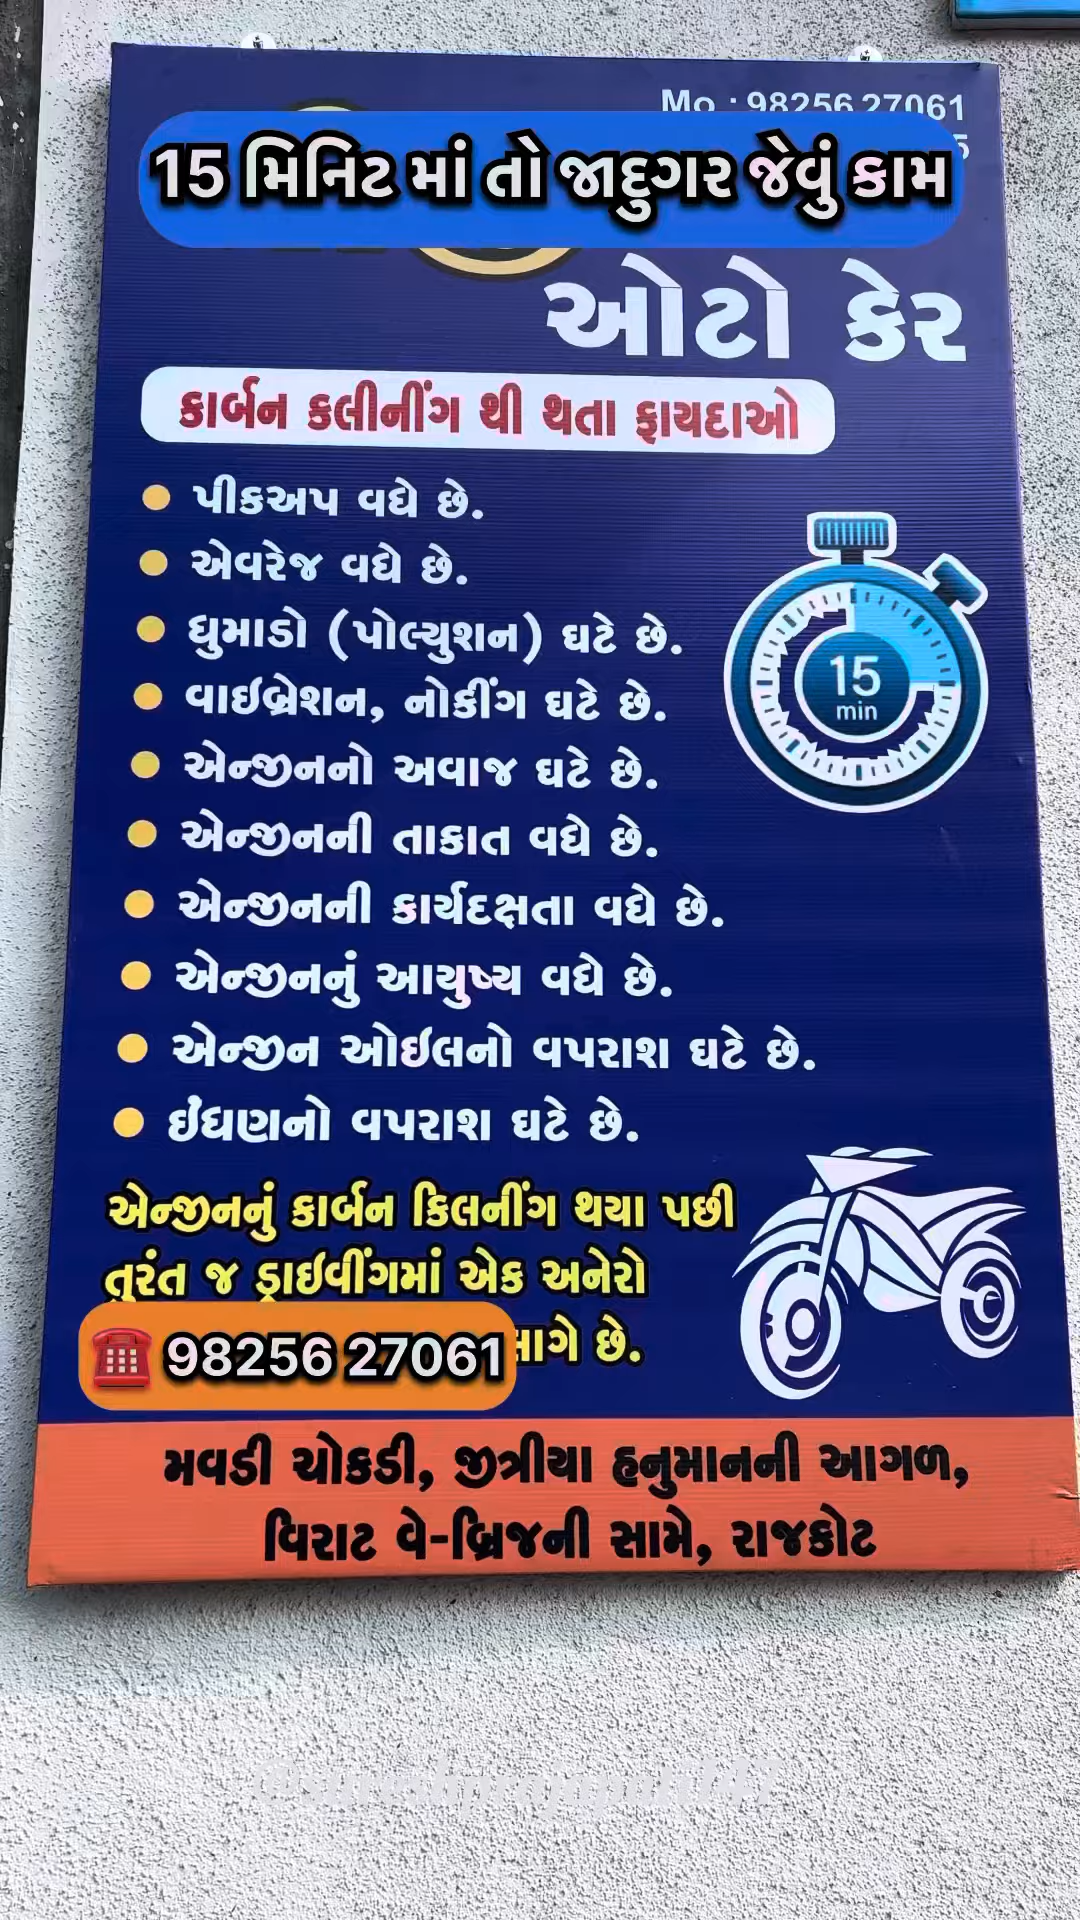 Mo : 98256 27061
15 મિનિટ માં તો જાદુગર જેવું કામ
ઓટો કેર
કાર્બન કલીનીંગ થી થતા ફાયદાઓ
પીકઅપ વધે છે.
એવરેજ વધે છે.
ધુમાડો (પોલ્યુશન) ઘટે છે.
વાઇબ્રેશન, નોકીંગ ઘટે છે.
એન્જીનનો અવાજ ઘટે છે.
15
min
એન્જીનની તાકાત વધે છે.
એન્જીનની કાર્યદક્ષતા વધે છે.
એન્જીનનું આયુષ્ય વધે છે.
એન્જીન ઓઇલનો વપરાશ ઘટે છે.
ઇંધણનો વપરાશ ઘટે છે.
એન્જીનનું કાર્બન કિલનીંગ થયા પછી
તુરંત જ ડ્રાઇવીંગમાં એક અનેરો
☎️ 98256 27061 લાગે છે.
મવડી ચોકડી, જીત્રીયા હનુમાનની આગળ,
વિરાટ વે-બ્રિજની સામે, રાજકોટ